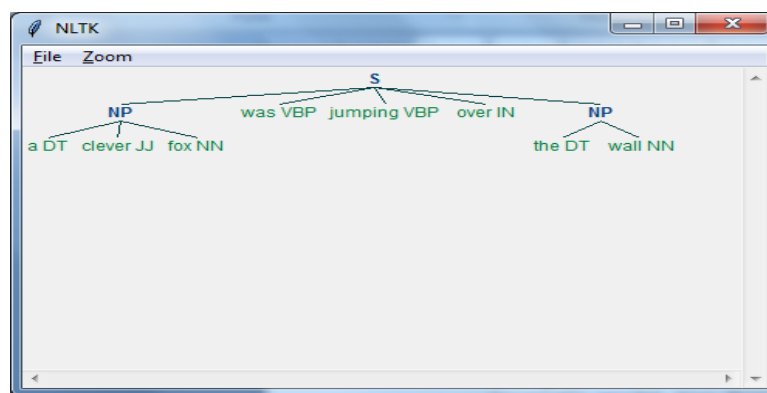 NLTK
File Zoom
S
NP was VBP jumping VBP over IN NP
a DT clever JJ fox NN the DT wall NN